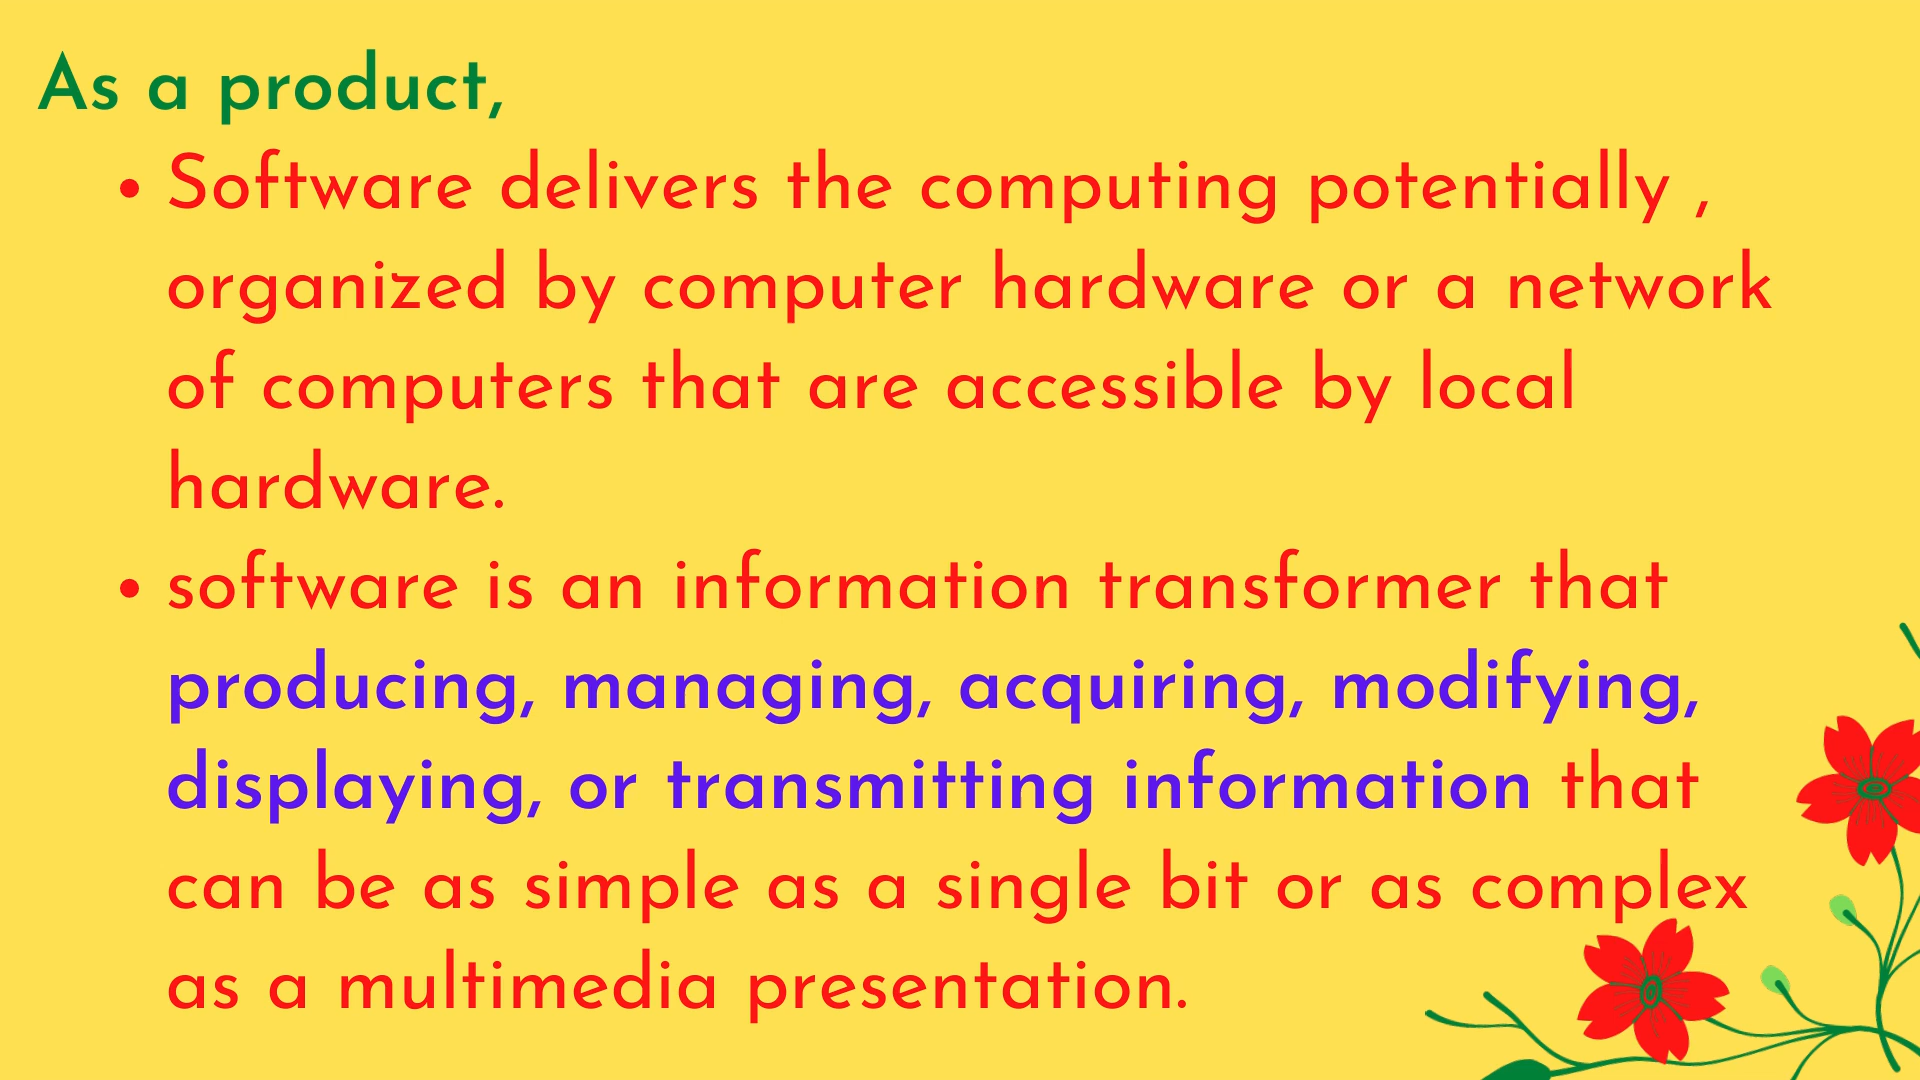 As a product,
• Software delivers the computing potentially ,
organized by computer hardware or a network
of computers that are accessible by local
hardware.
• software is an information transformer that
producing, managing, acquiring, modifying,
displaying, or transmitting information that
can be as simple as a single bit or as complex
as a multimedia presentation.